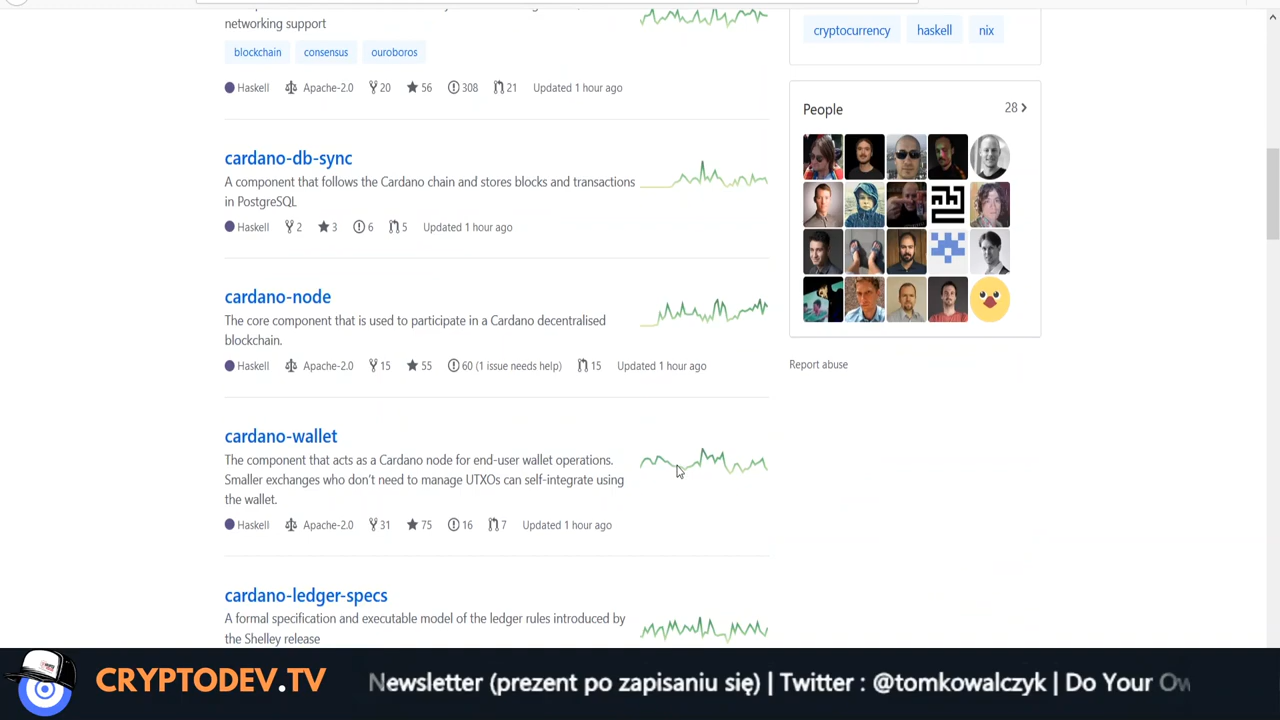 networking support
blockchain consensus ouroboros
Haskell Apache-2.0 20 56 308 21 Updated 1 hour ago
cardano-db-sync
A component that follows the Cardano chain and stores blocks and transactions
in PostgreSQL
Haskell 2 3 6 5 Updated 1 hour ago
cardano-node
The core component that is used to participate in a Cardano decentralised
blockchain.
Haskell Apache-2.0 15 55 60 (1 issue needs help) 15 Updated 1 hour ago
cardano-wallet
The component that acts as a Cardano node for end-user wallet operations.
Smaller exchanges who don’t need to manage UTXOs can self-integrate using
the wallet.
Haskell Apache-2.0 31 75 16 7 Updated 1 hour ago
cardano-ledger-specs
A formal specification and executable model of the ledger rules introduced by
the Shelley release
cryptocurrency haskell nix
People 28
Report abuse
CRYPTODEV.TV
Newsletter (prezent po zapisaniu się) | Twitter : @tomkowalczyk | Do Your Ow